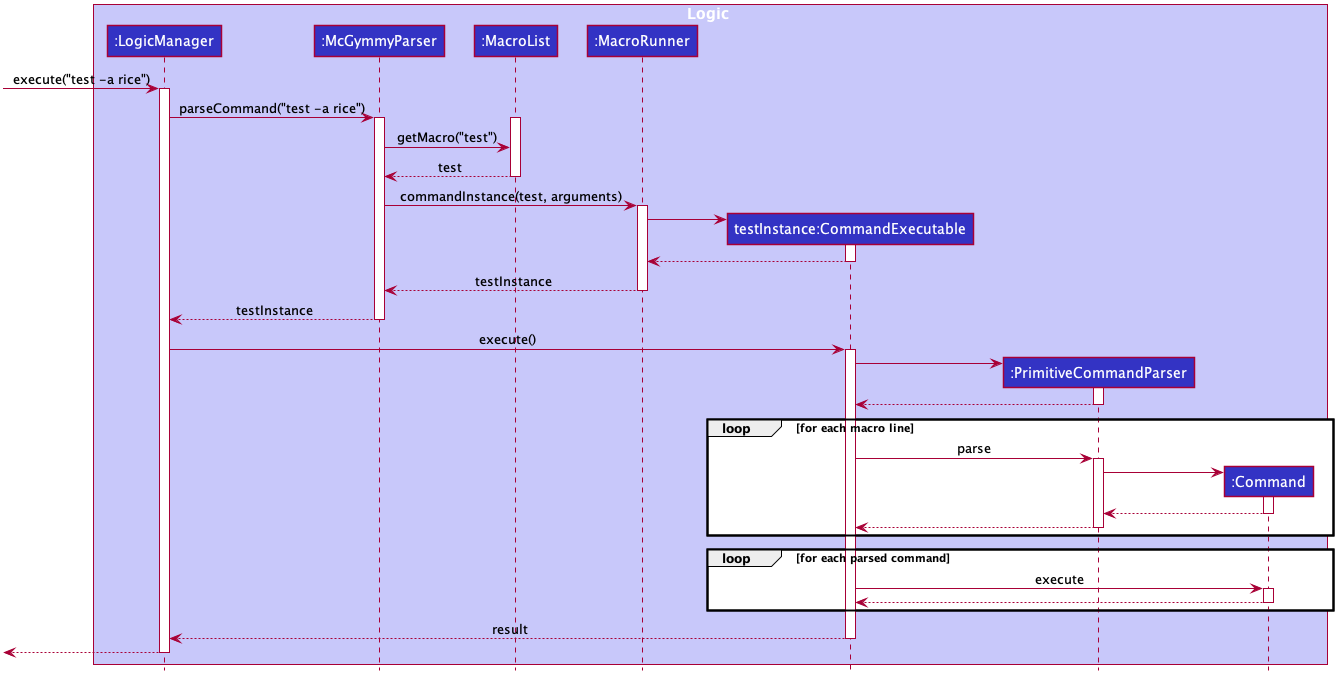 Logic
:LogicManager
:McGymmyParser
:MacroList
:MacroRunner
execute("test -a rice")
parseCommand("test -a rice")
getMacro("test")
test
commandInstance(test, arguments)
testInstance:CommandExecutable
testInstance
testInstance
execute()
:PrimitiveCommandParser
loop [for each macro line]
parse
:Command
loop [for each parsed command]
execute
result